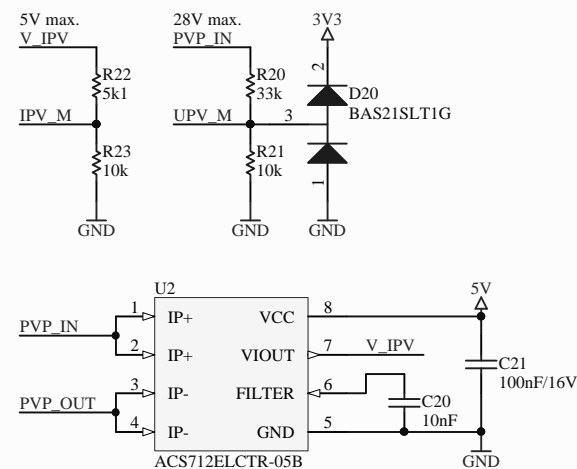 5V max.
V_IPV
R22
5k1
IPV_M
R23
10k
GND
28V max.
PVP_IN
R20
33k
UPV_M
3
R21
10k
GND
3V3
2
D20
BAS21SLT1G
1
GND
U2
PVP_IN
1
IP+
2
IP+
PVP_OUT
3
IP-
4
IP-
VCC
8
VIOUT
7
V_IPV
FILTER
6
GND
5
ACS712ELCTR-05B
C20
10nF
5V
C21
100nF/16V
GND